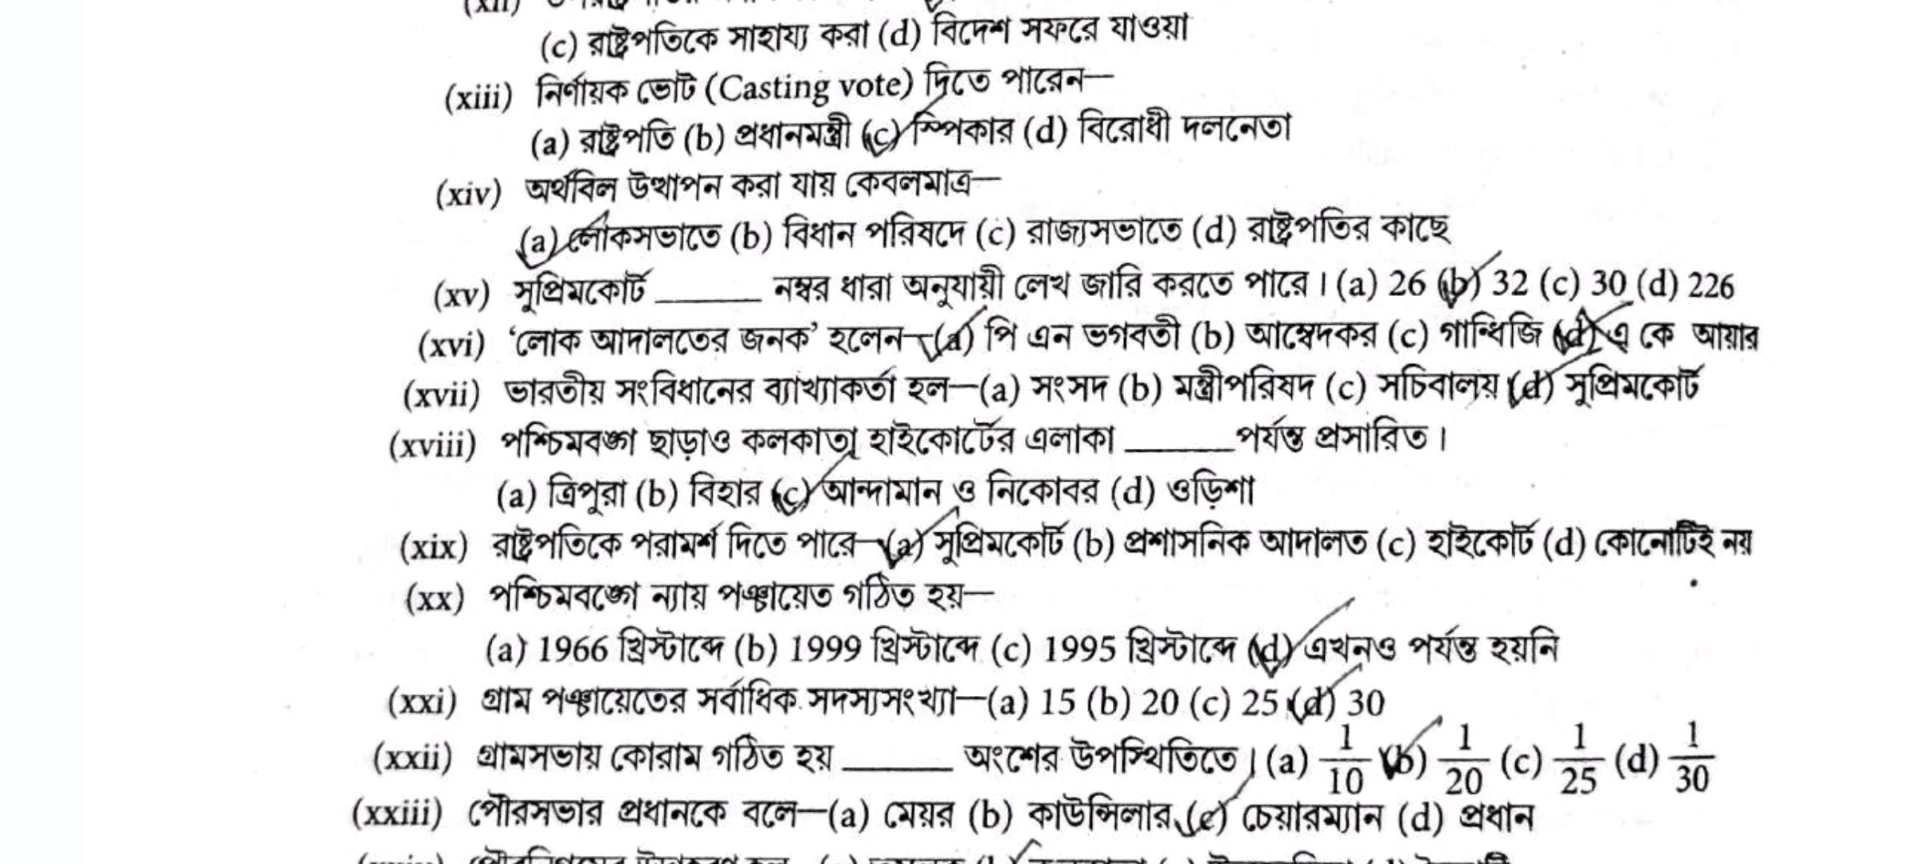 (c) রাষ্ট্রপতিকে সাহায্য করা (d) বিদেশ সফরে যাওয়া
(xiii) নির্ণায়ক ভোট (Casting vote) দিতে পারেন—
(a) রাষ্ট্রপতি (b) প্রধানমন্ত্রী (c) স্পিকার (d) বিরোধী দলনেতা
(xiv) অর্থবিল উত্থাপন করা যায় কেবলমাত্র—
(a) লোকসভাতে (b) বিধান পরিষদে (c) রাজ্যসভাতে (d) রাষ্ট্রপতির কাছে
(xv) সুপ্রিমকোর্ট ______ নম্বর ধারা অনুযায়ী লেখ জারি করতে পারে। (a) 26 (b) 32 (c) 30 (d) 226
(xvi) ‘লোক আদালতের জনক’ হলেন—(a) পি এন ভগবতী (b) আম্বেদকর (c) গান্ধিজি (d) এ কে আয়ার
(xvii) ভারতীয় সংবিধানের ব্যাখ্যাকর্তা হল—(a) সংসদ (b) মন্ত্রীপরিষদ (c) সচিবালয় (d) সুপ্রিমকোর্ট
(xviii) পশ্চিমবঙ্গ ছাড়াও কলকাতা হাইকোর্টের এলাকা ______ পর্যন্ত প্রসারিত।
(a) ত্রিপুরা (b) বিহার (c) আন্দামান ও নিকোবর (d) ওড়িশা
(xix) রাষ্ট্রপতিকে পরামর্শ দিতে পারে—(a) সুপ্রিমকোর্ট (b) প্রশাসনিক আদালত (c) হাইকোর্ট (d) কোনোটিই নয়
(xx) পশ্চিমবঙ্গে ন্যায় পঞ্চায়েত গঠিত হয়—
(a) 1966 খ্রিস্টাব্দে (b) 1999 খ্রিস্টাব্দে (c) 1995 খ্রিস্টাব্দে (d) এখনও পর্যন্ত হয়নি
(xxi) গ্রাম পঞ্চায়েতের সর্বাধিক সদস্যসংখ্যা—(a) 15 (b) 20 (c) 25 (d) 30
(xxii) গ্রামসভায় কোরাম গঠিত হয় ______ অংশের উপস্থিতিতে। (a) 1/10 (b) 1/20 (c) 1/25 (d) 1/30
(xxiii) পৌরসভার প্রধানকে বলে—(a) মেয়র (b) কাউন্সিলার (c) চেয়ারম্যান (d) প্রধান